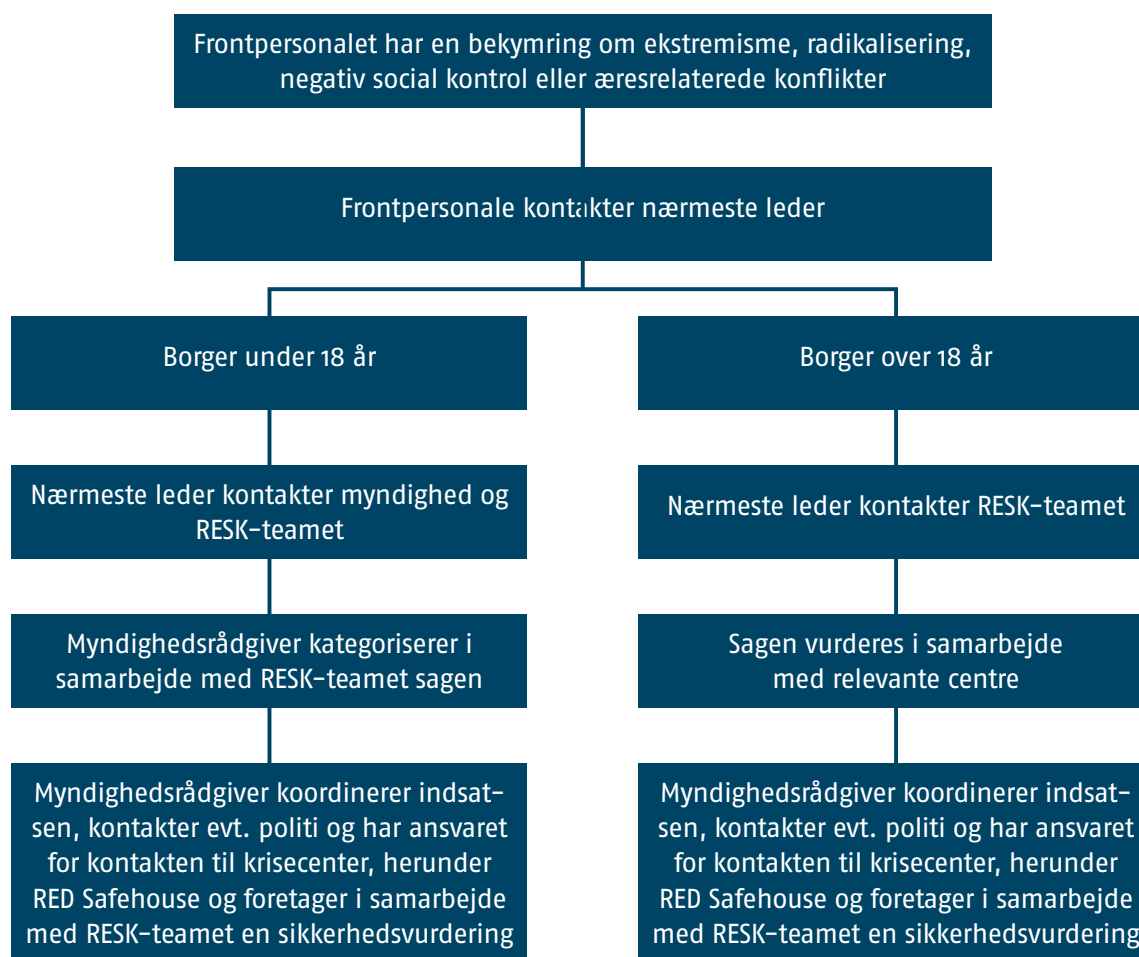 Frontpersonalet har en bekymring om ekstremisme, radikalisering,
negativ social kontrol eller æresrelaterede konflikter
Frontpersonale kontakter nærmeste leder
Borger under 18 år
Nærmeste leder kontakter myndighed og
RESK-teamet
Myndighedsrådgiver kategoriserer i
samarbejde med RESK-teamet sagen
Myndighedsrådgiver koordinerer indsat-
sen, kontakter evt. politi og har ansvaret
for kontakten til krisecenter, herunder
RED Safehouse og foretager i samarbejde
med RESK-teamet en sikkerhedsvurdering
Borger over 18 år
Nærmeste leder kontakter RESK-teamet
Sagen vurderes i samarbejde
med relevante centre
Myndighedsrådgiver koordinerer indsat-
sen, kontakter evt. politi og har ansvaret
for kontakten til krisecenter, herunder
RED Safehouse og foretager i samarbejde
med RESK-teamet en sikkerhedsvurdering